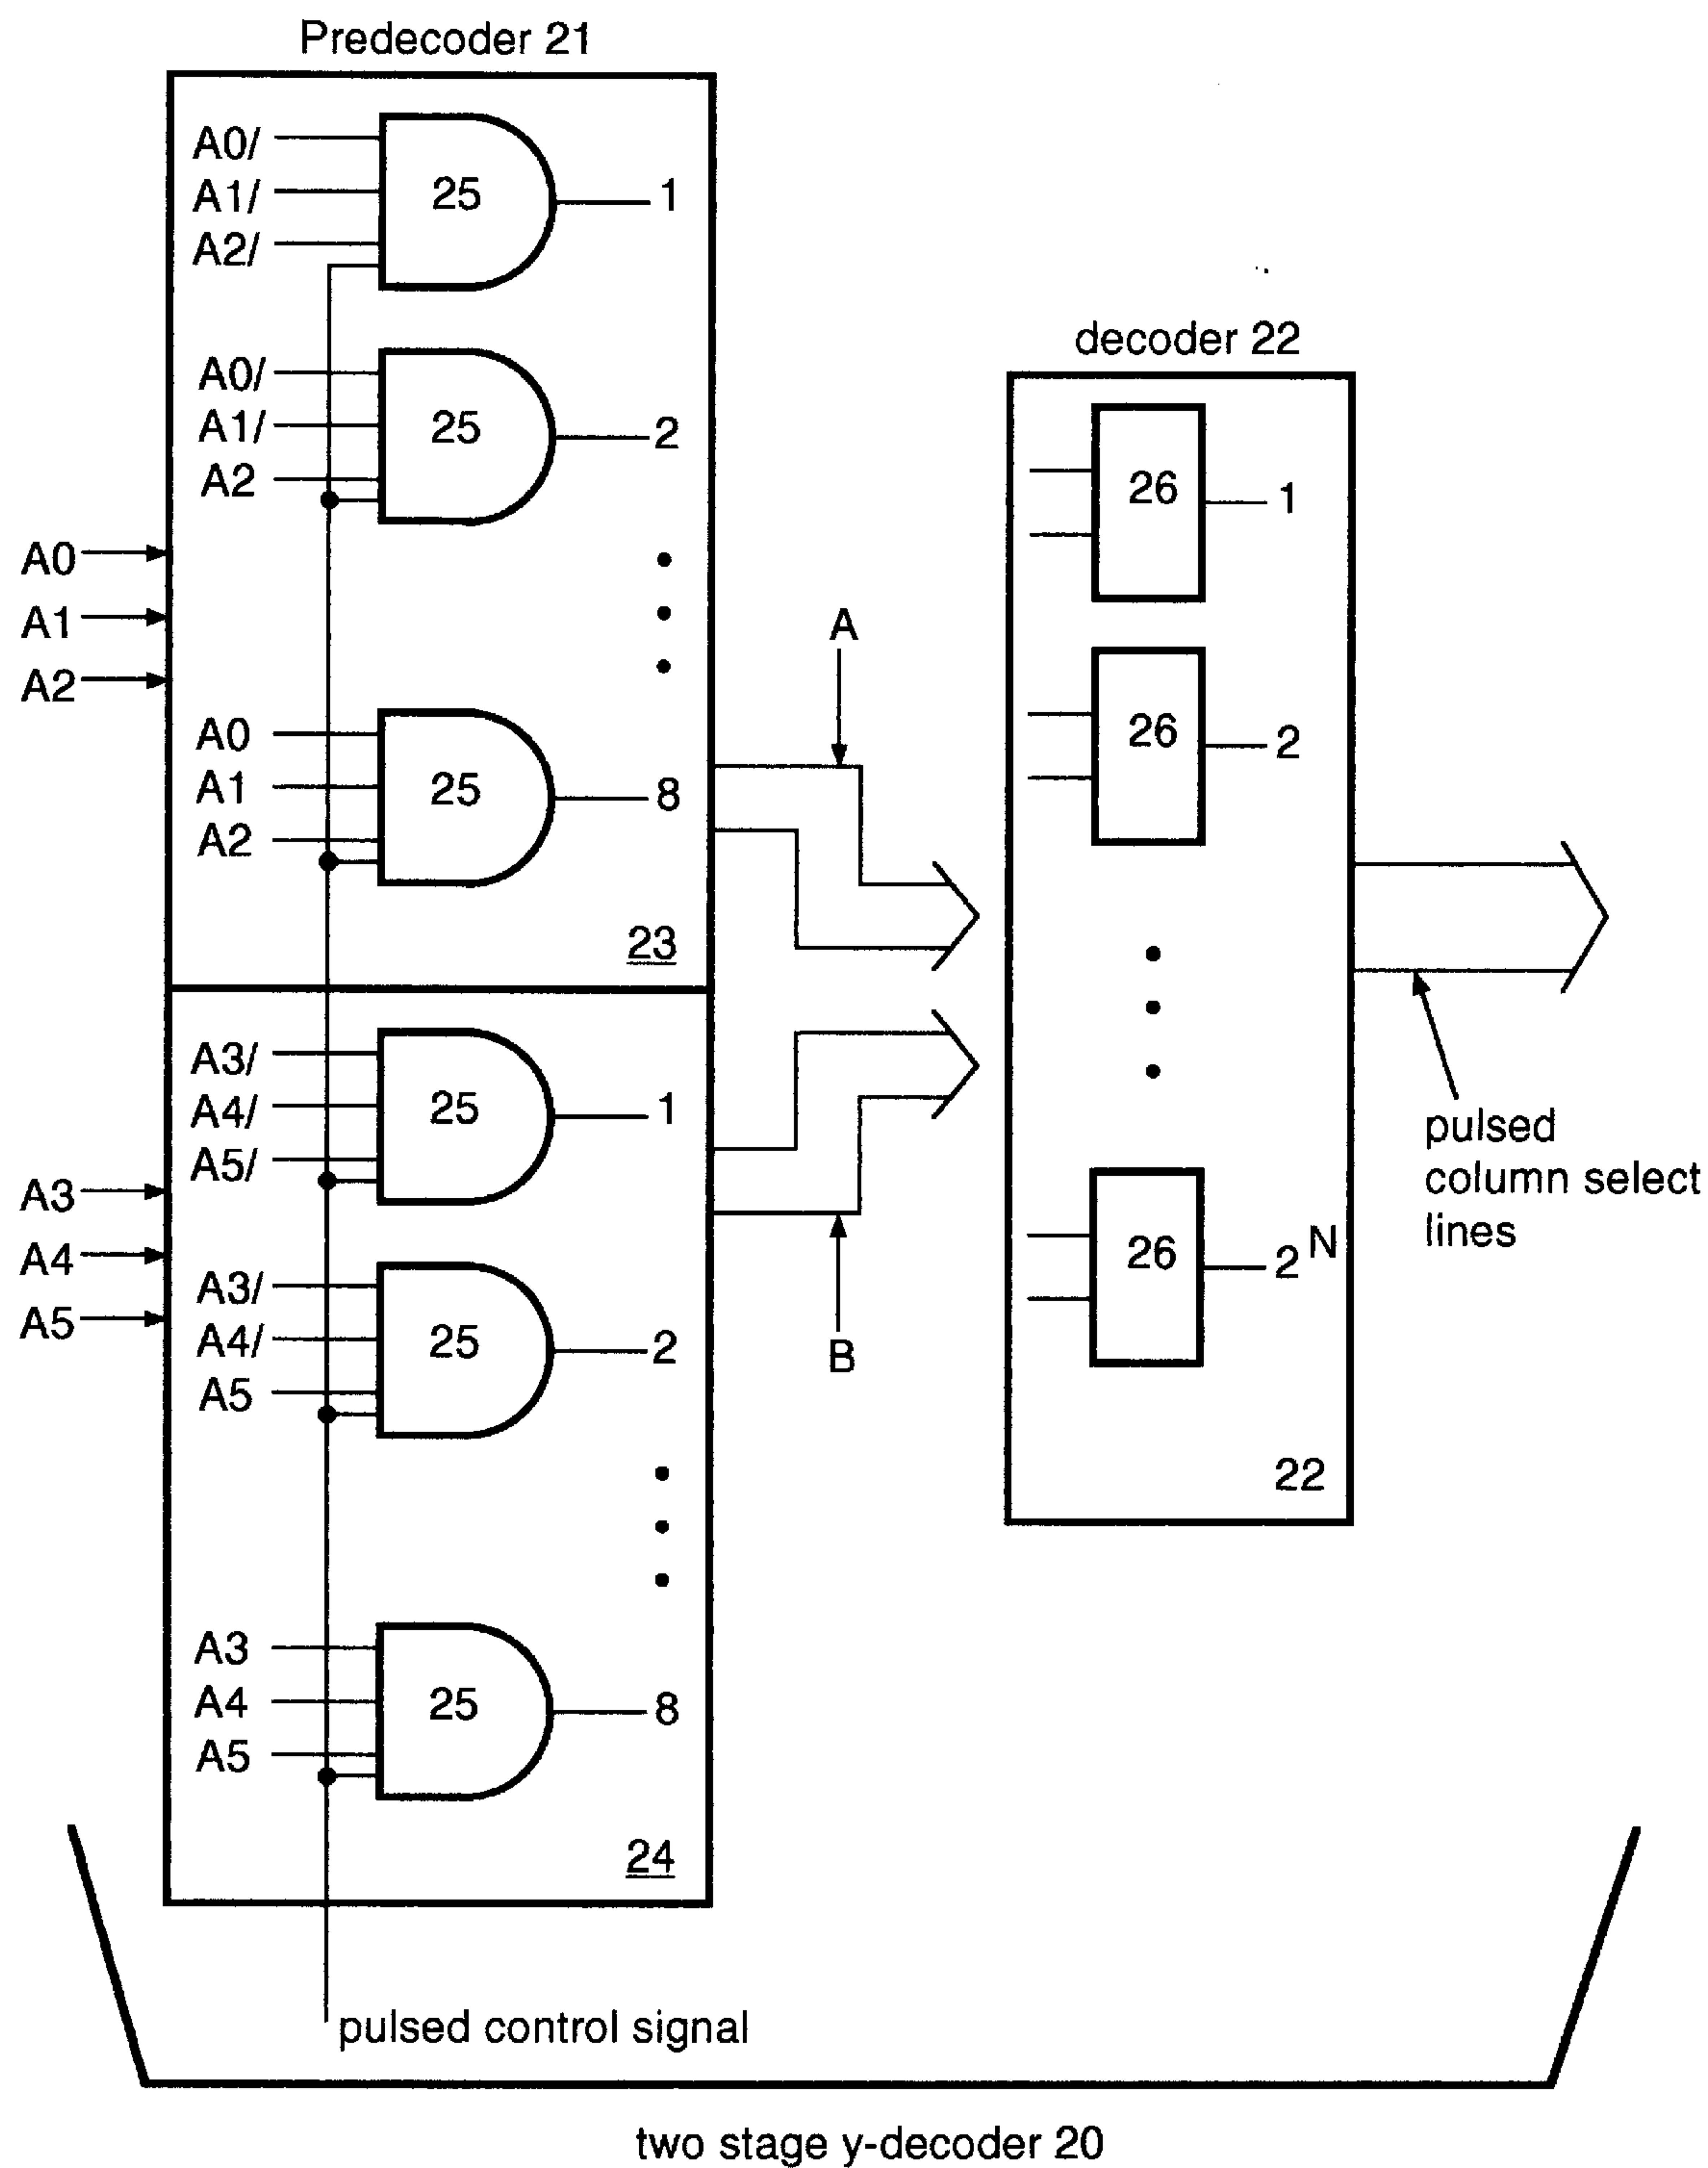 Predecoder 21
A0/
A1/
A2/
25
1
A0/
A1/
A2
25
2
A0
A1
A2
A0
A1
A2
25
8
23
A3/
A4/
A5/
25
1
A3
A4
A5
A3/
A4/
A5
25
2
A3
A4
A5
25
8
24
pulsed control signal
A
B
decoder 22
26
1
26
2
26
2^N
22
pulsed
column select
lines
two stage y-decoder 20